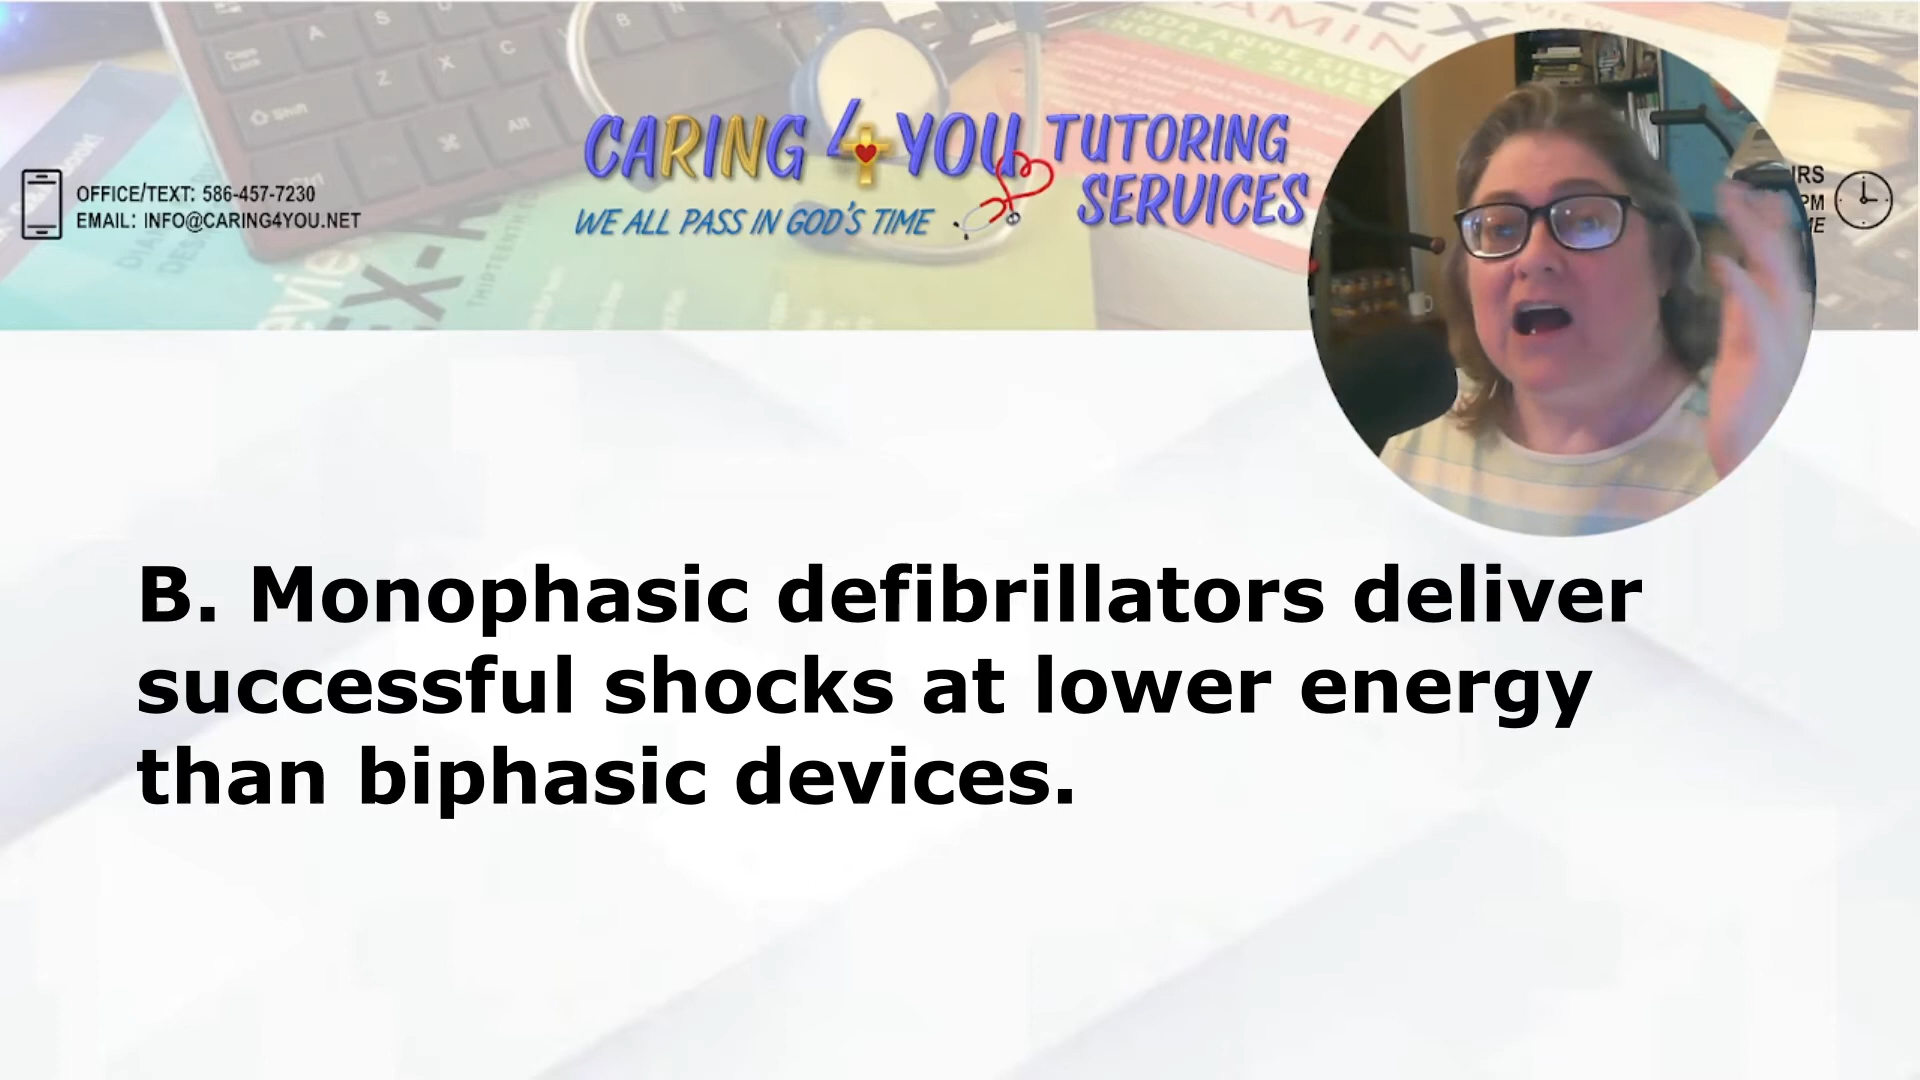 CARING 4 YOU TUTORING
SERVICES
WE ALL PASS IN GOD'S TIME
OFFICE/TEXT: 586-457-7230
EMAIL: INFO@CARING4YOU.NET
B. Monophasic defibrillators deliver
successful shocks at lower energy
than biphasic devices.